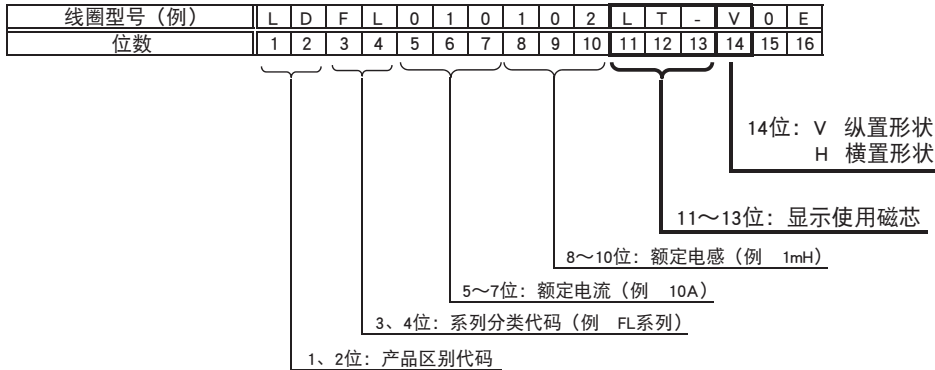 线圈型号（例） L D F L 0 1 0 1 0 2 L T - V 0 E
位数 1 2 3 4 5 6 7 8 9 10 11 12 13 14 15 16
14位：V 纵置形状
H 横置形状
11～13位：显示使用磁芯
8～10位：额定电感（例 1mH）
5～7位：额定电流（例 10A）
3、4位：系列分类代码（例 FL系列）
1、2位：产品区别代码